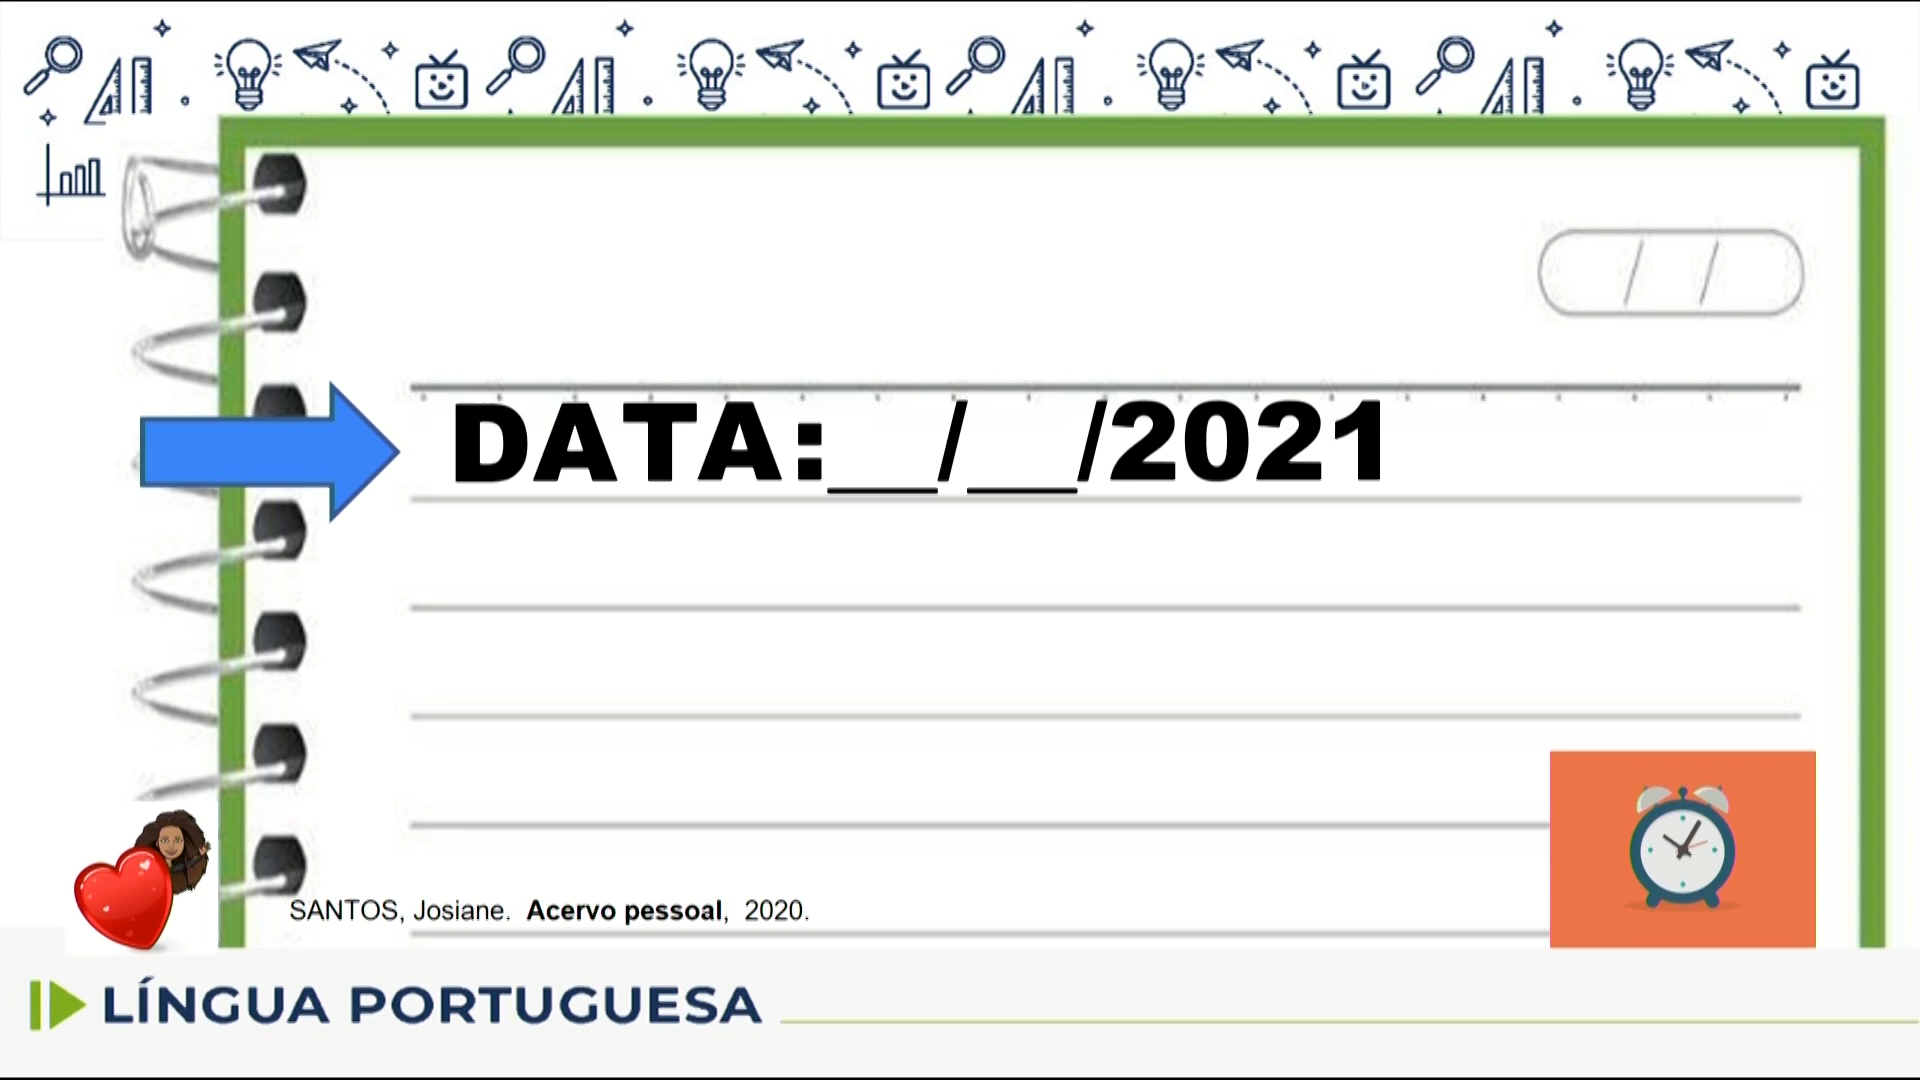 / /
DATA:__/__/2021
SANTOS, Josiane. Acervo pessoal, 2020.
LÍNGUA PORTUGUESA